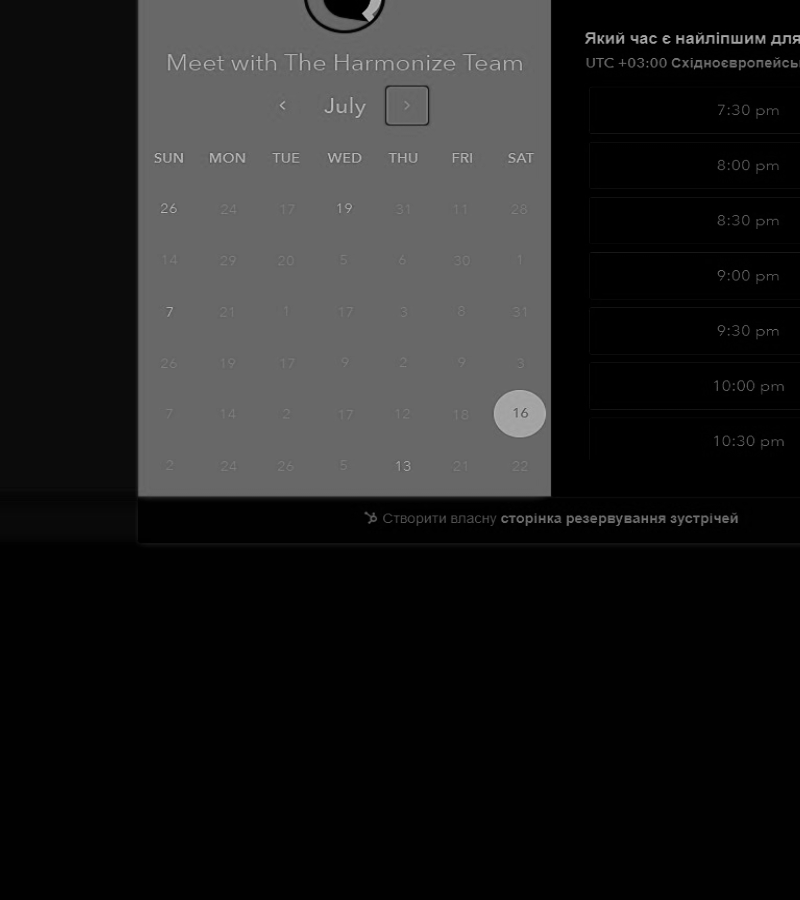 Meet with The Harmonize Team
July
SUN MON TUE WED THU FRI SAT
26 24 17 19 31 11 28
14 29 20 5 6 30 1
7 21 1 17 3 8 31
26 19 17 9 2 9 3
7 14 2 17 12 18 16
2 24 26 5 13 21 22
Який час є найліпшим для
UTC +03:00 Східноєвропейсь
7:30 pm
8:00 pm
8:30 pm
9:00 pm
9:30 pm
10:00 pm
10:30 pm
Створити власну сторінка резервування зустрічей